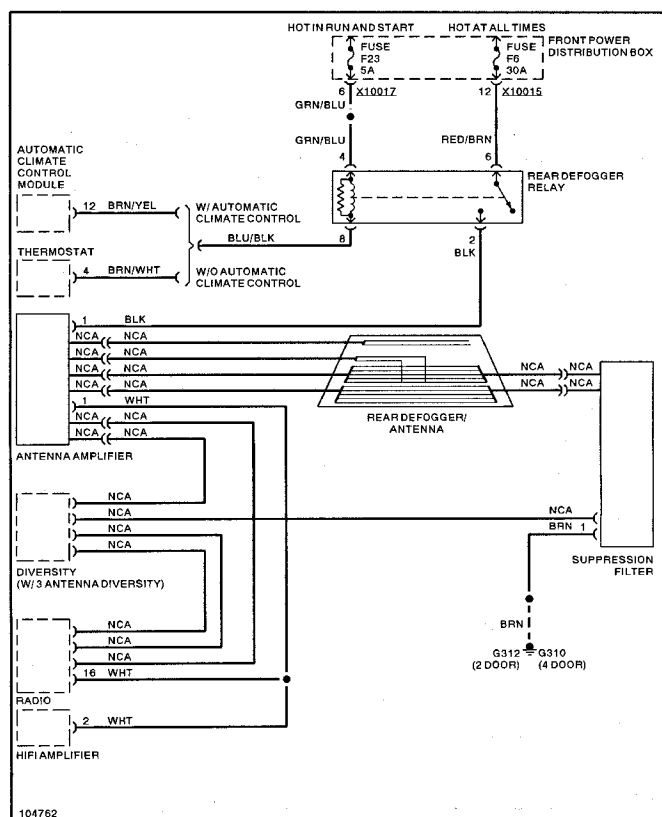 HOT IN RUN AND START
HOT AT ALL TIMES
FUSE
F23
5A
FUSE
F6
30A
FRONT POWER
DISTRIBUTION BOX
6 X10017
12 X10015
GRN/BLU
GRN/BLU
RED/BRN
4
6
REAR DEFOGGER
RELAY
AUTOMATIC
CLIMATE
CONTROL
MODULE
12 BRN/YEL
W/ AUTOMATIC
CLIMATE CONTROL
BLU/BLK
8
2
BLK
THERMOSTAT
4 BRN/WHT
W/O AUTOMATIC
CLIMATE CONTROL
1 BLK
NCA NCA
NCA NCA
NCA NCA
NCA NCA
1 WHT
NCA NCA
NCA NCA
ANTENNA AMPLIFIER
REAR DEFOGGER/
ANTENNA
NCA NCA
NCA NCA
NCA
NCA
NCA
NCA
DIVERSITY
(W/ 3 ANTENNA DIVERSITY)
NCA
BRN 1
SUPPRESSION
FILTER
BRN
G312 G310
(2 DOOR) (4 DOOR)
NCA
NCA
NCA
16 WHT
RADIO
2 WHT
HIFI AMPLIFIER
104762